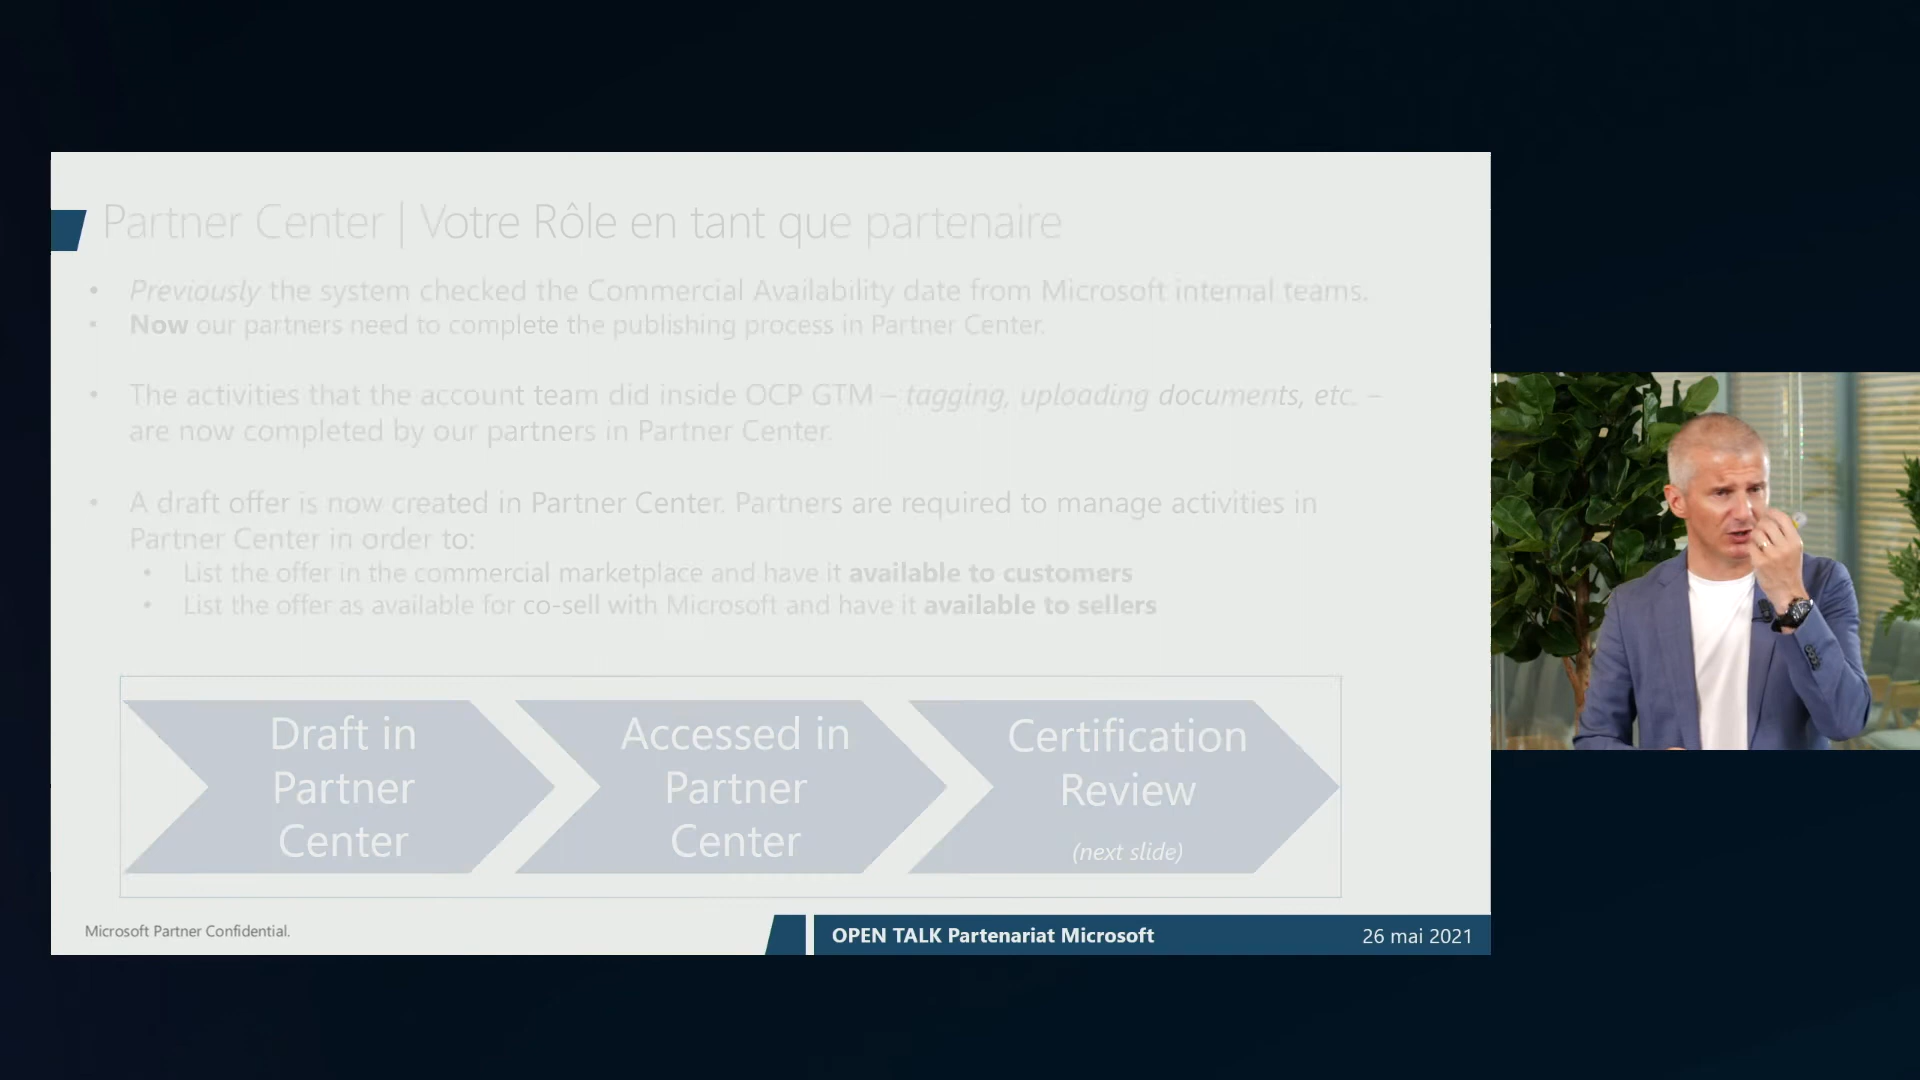 Partner Center | Votre Rôle en tant que partenaire
• Previously the system checked the Commercial Availability date from Microsoft internal teams.
• Now our partners need to complete the publishing process in Partner Center.
• The activities that the account team did inside OCP GTM – tagging, uploading documents, etc. –
are now completed by our partners in Partner Center.
• A draft offer is now created in Partner Center. Partners are required to manage activities in
Partner Center in order to:
• List the offer in the commercial marketplace and have it available to customers
• List the offer as available for co-sell with Microsoft and have it available to sellers
Draft in
Partner
Center
Accessed in
Partner
Center
Certification
Review
(next slide)
Microsoft Partner Confidential.
OPEN TALK Partenariat Microsoft
26 mai 2021